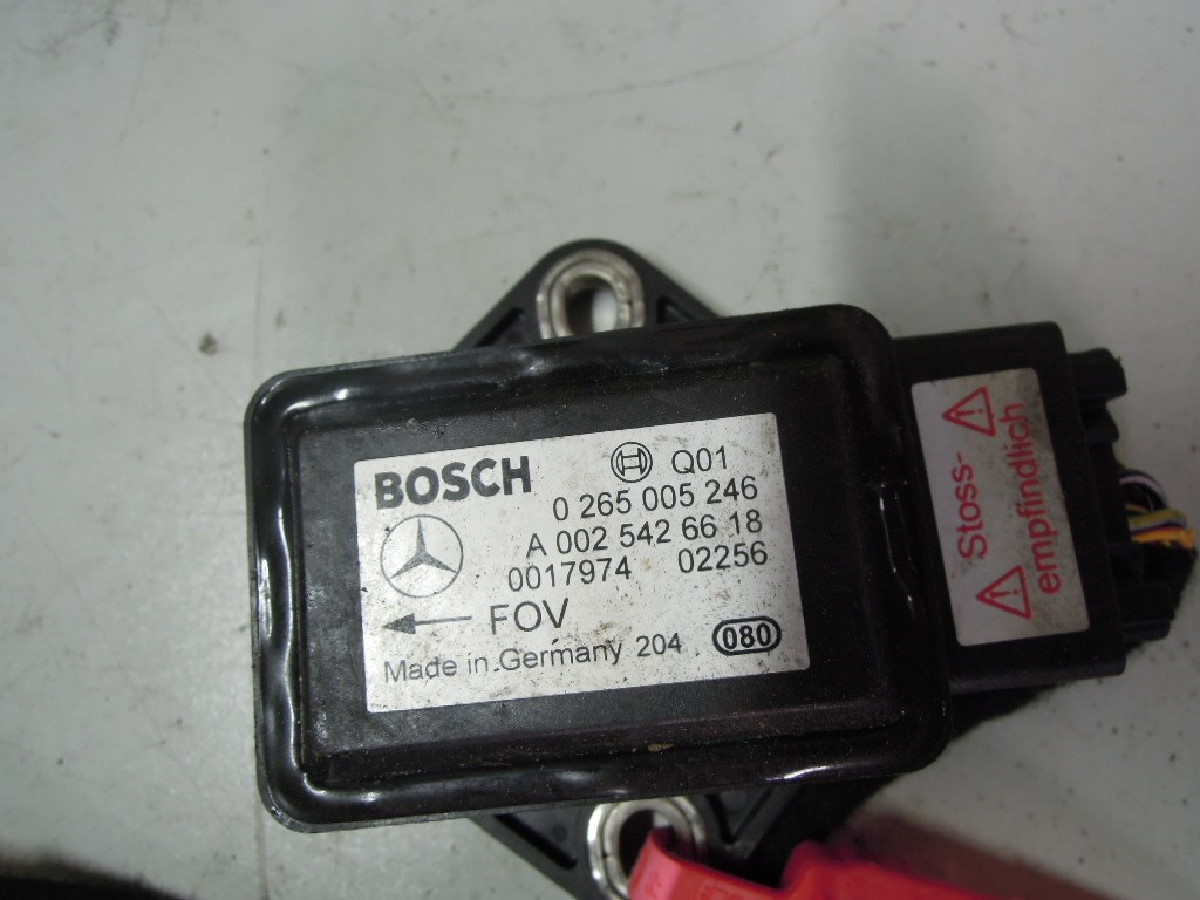 BOSCH
Q01
0 265 005 246
A 002 542 66 18
0017974 02256
FOV
Made in Germany 204 080
Stoss-
empfindlich